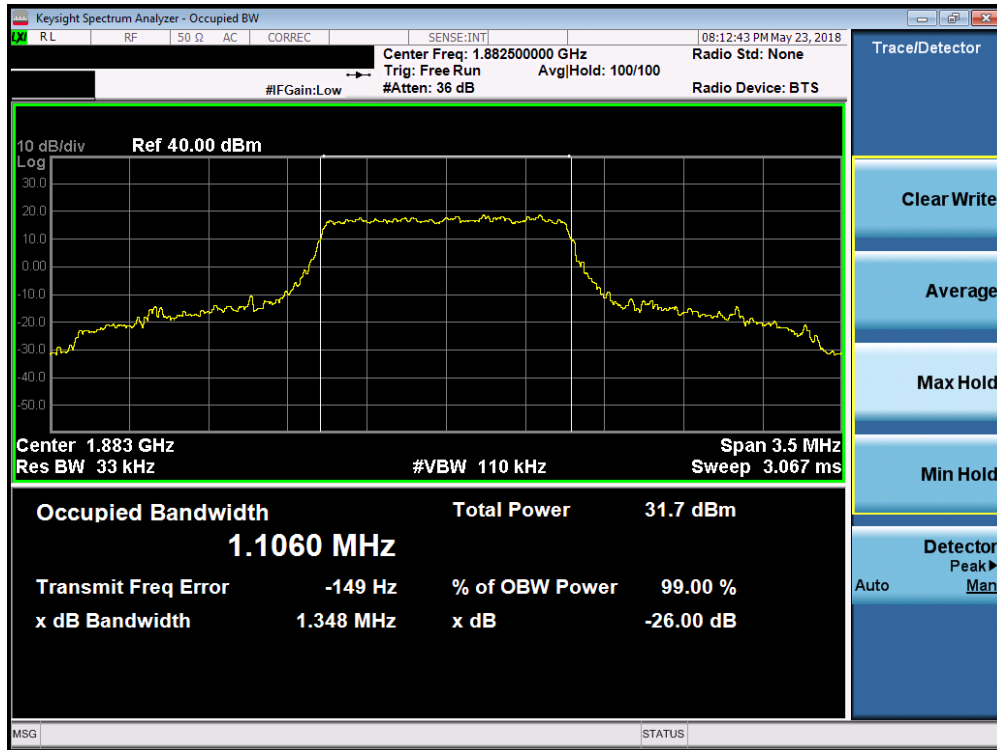 Keysight Spectrum Analyzer - Occupied BW
LXI RL RF 50 Ω AC CORREC SENSE:INT 08:12:43 PM May 23, 2018
Center Freq: 1.882500000 GHz Radio Std: None
Trig: Free Run Avg|Hold: 100/100
#IFGain:Low #Atten: 36 dB Radio Device: BTS
10 dB/div Ref 40.00 dBm
Log
30.0
20.0
10.0
0.00
-10.0
-20.0
-30.0
-40.0
-50.0
Center 1.883 GHz Span 3.5 MHz
Res BW 33 kHz #VBW 110 kHz Sweep 3.067 ms
Occupied Bandwidth Total Power 31.7 dBm
1.1060 MHz
Transmit Freq Error -149 Hz % of OBW Power 99.00 %
x dB Bandwidth 1.348 MHz x dB -26.00 dB
MSG STATUS
Trace/Detector
Clear Write
Average
Max Hold
Min Hold
Detector
Peak▶
Auto Man